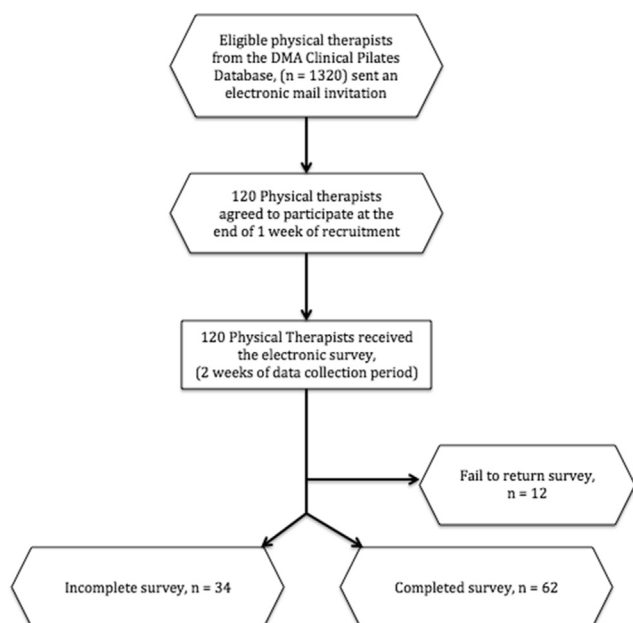 Eligible physical therapists
from the DMA Clinical Pilates
Database, (n = 1320) sent an
electronic mail invitation
120 Physical therapists
agreed to participate at the
end of 1 week of recruitment
120 Physical Therapists received
the electronic survey,
(2 weeks of data collection period)
Fail to return survey,
n = 12
Incomplete survey, n = 34
Completed survey, n = 62